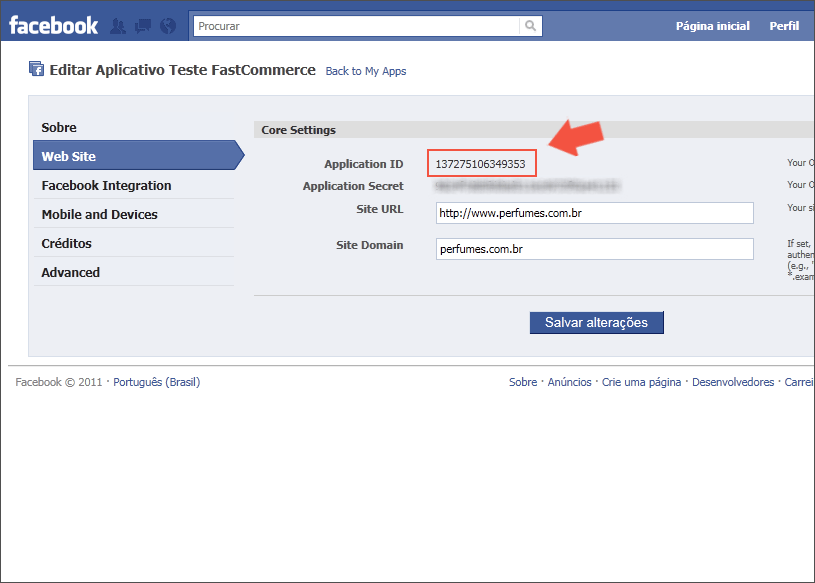 facebook
Procurar
Página inicial Perfil
Editar Aplicativo Teste FastCommerce Back to My Apps
Sobre
Web Site
Facebook Integration
Mobile and Devices
Créditos
Advanced
Core Settings
Application ID 137275106349353 Your O
Application Secret Your O
Site URL http://www.perfumes.com.br Your si
Site Domain perfumes.com.br If set,
authen
(e.g., "
*.exam
Salvar alterações
Facebook © 2011 · Português (Brasil)
Sobre · Anúncios · Crie uma página · Desenvolvedores · Carrei